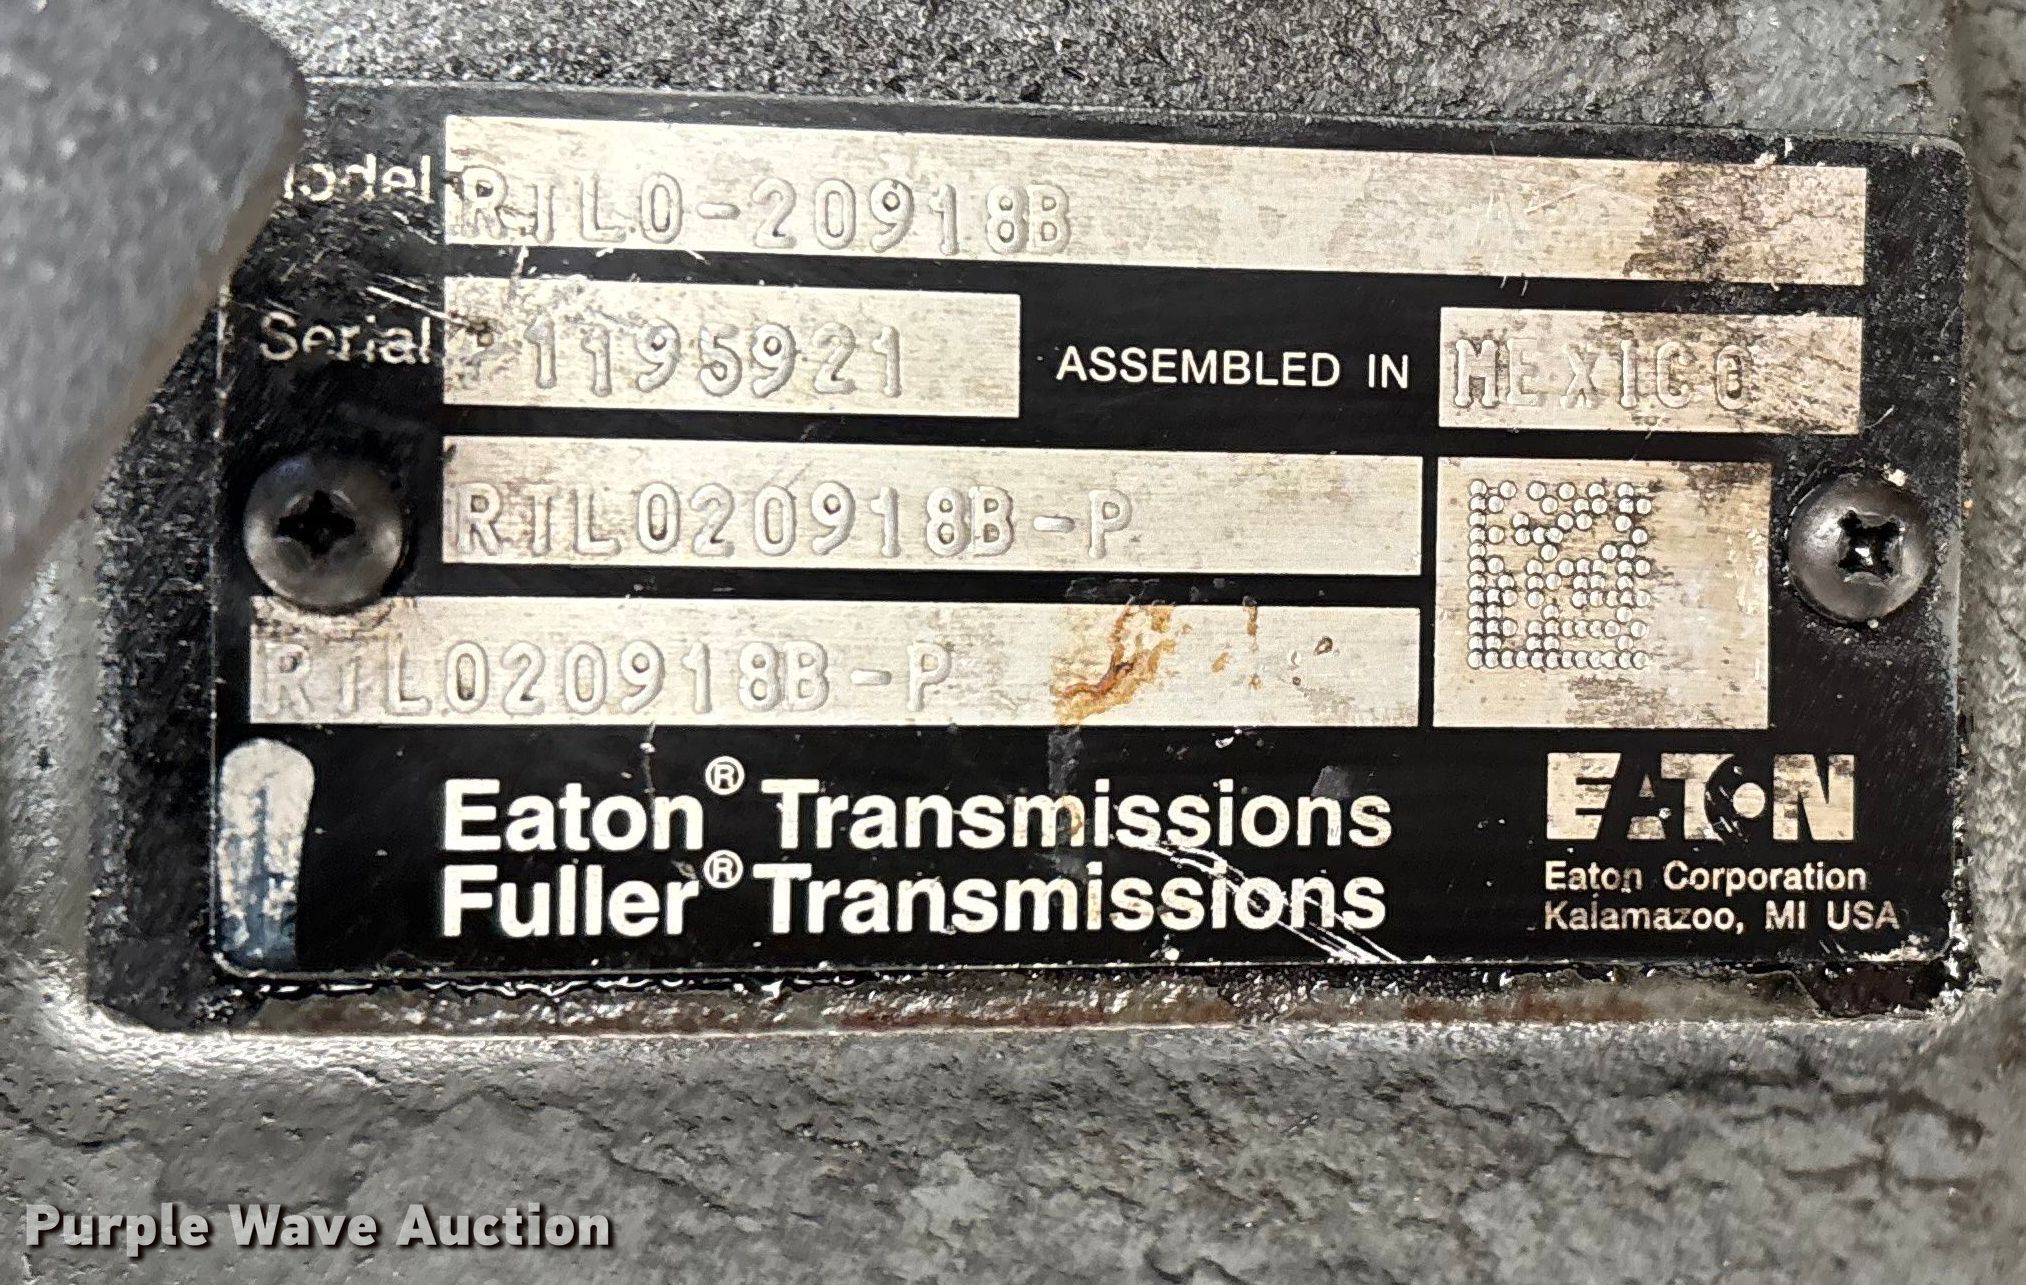 Model RTLO-20918B
Serial P1195921 ASSEMBLED IN MEXICO
RTLO20918B-P
RTLO20918B-P
Eaton® Transmissions
Fuller® Transmissions
EATON
Eaton Corporation
Kalamazoo, MI USA
Purple Wave Auction